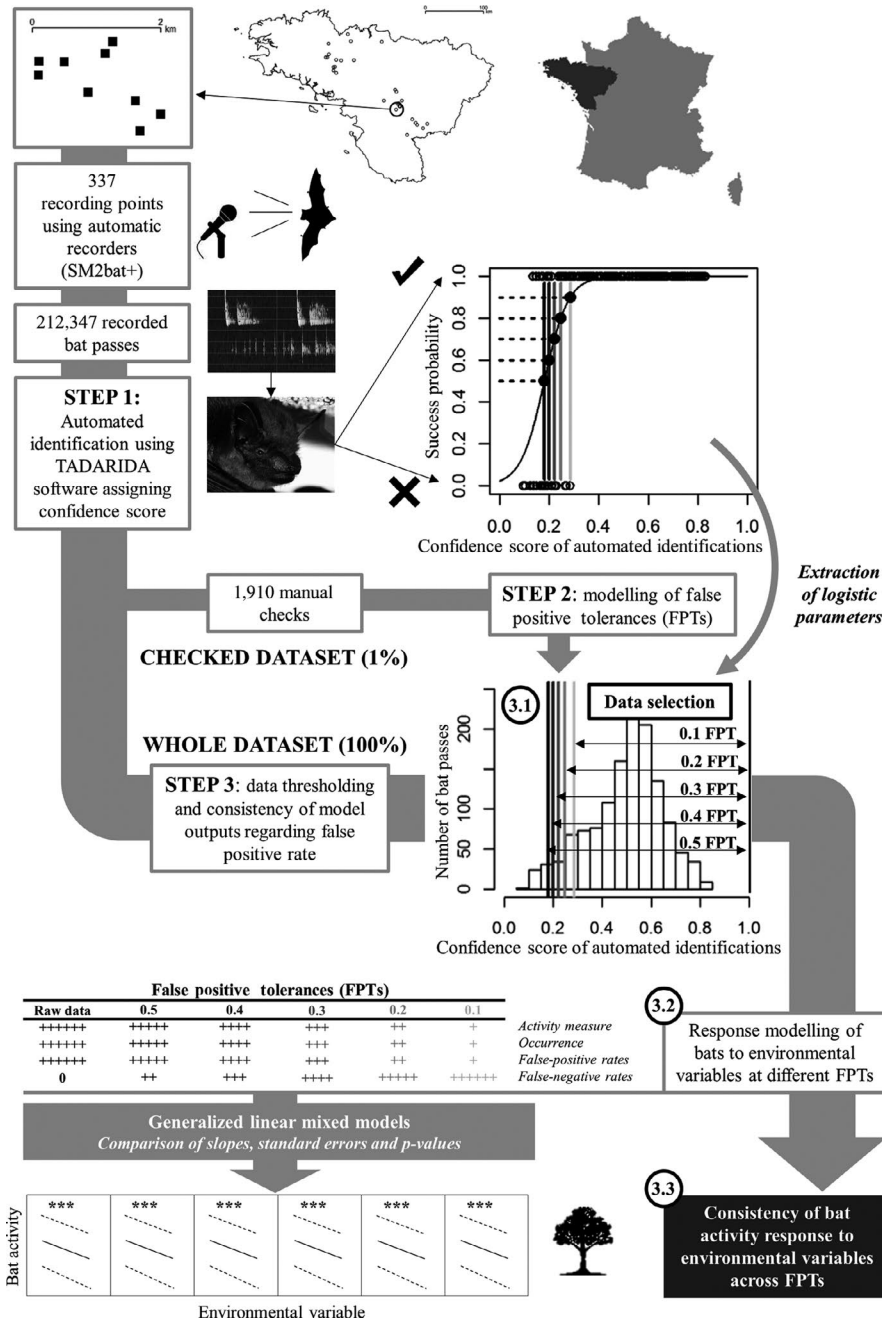 0
2
km
0
100
km
337
recording points
using automatic
recorders
(SM2bat+)
212,347 recorded
bat passes
STEP 1:
Automated
identification using
TADARIDA
software assigning
confidence score
Success probability
1.0
0.8
0.6
0.4
0.2
0.0
0.0 0.2 0.4 0.6 0.8 1.0
Confidence score of automated identifications
Extraction
of logistic
parameters
1,910 manual
checks
STEP 2: modelling of false
positive tolerances (FPTs)
CHECKED DATASET (1%)
WHOLE DATASET (100%)
STEP 3: data thresholding
and consistency of model
outputs regarding false
positive rate
3.1
Data selection
0.1 FPT
0.2 FPT
0.3 FPT
0.4 FPT
0.5 FPT
Number of bat passes
200
150
100
50
0
0.0 0.2 0.4 0.6 0.8 1.0
Confidence score of automated identifications
False positive tolerances (FPTs)
Raw data 0.5 0.4 0.3 0.2 0.1
++++++ +++++ ++++ +++ ++ + Activity measure
++++++ +++++ ++++ +++ ++ + Occurrence
++++++ +++++ ++++ +++ ++ + False-positive rates
0 ++ +++ ++++ +++++ ++++++ False-negative rates
3.2
Response modelling of
bats to environmental
variables at different FPTs
Generalized linear mixed models
Comparison of slopes, standard errors and p-values
Bat activity
*** *** *** *** *** ***
Environmental variable
3.3
Consistency of bat
activity response to
environmental variables
across FPTs